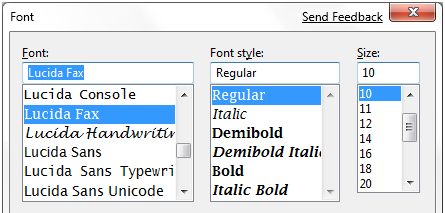 Font
Send Feedback
Font:
Font style:
Size:
Lucida Fax
Regular
10
Lucida Console
Lucida Fax
Lucida Handwritin
Lucida Sans
Lucida Sans Typewri
Lucida Sans Unicode
Regular
Italic
Demibold
Demibold Italic
Bold
Italic Bold
10
11
12
14
16
18
20